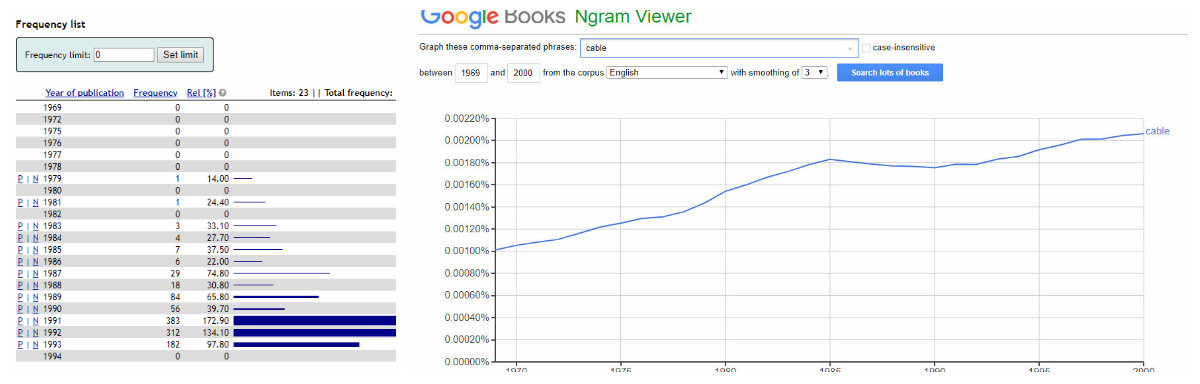 Frequency list
Frequency limit: 0 Set limit
Year of publication Frequency Rel [%] Items: 23 || Total frequency:
1969 0 0
1972 0 0
1975 0 0
1976 0 0
1977 0 0
1978 0 0
P | N 1979 1 14.00
1980 0 0
P | N 1981 1 24.40
1982 0 0
P | N 1983 3 33.10
P | N 1984 4 27.70
P | N 1985 7 37.50
P | N 1986 6 22.00
P | N 1987 29 74.80
P | N 1988 18 30.80
P | N 1989 84 65.80
P | N 1990 56 39.70
P | N 1991 383 172.90
P | N 1992 312 134.10
P | N 1993 182 97.80
1994 0 0
Google Books Ngram Viewer
Graph these comma-separated phrases: cable case-insensitive
between 1969 and 2000 from the corpus English with smoothing of 3 . Search lots of books
0.00220%
0.00200%
0.00180%
0.00160%
0.00140%
0.00120%
0.00100%
0.00080%
0.00060%
0.00040%
0.00020%
0.00000%
cable
1970 1975 1980 1985 1990 1995 2000